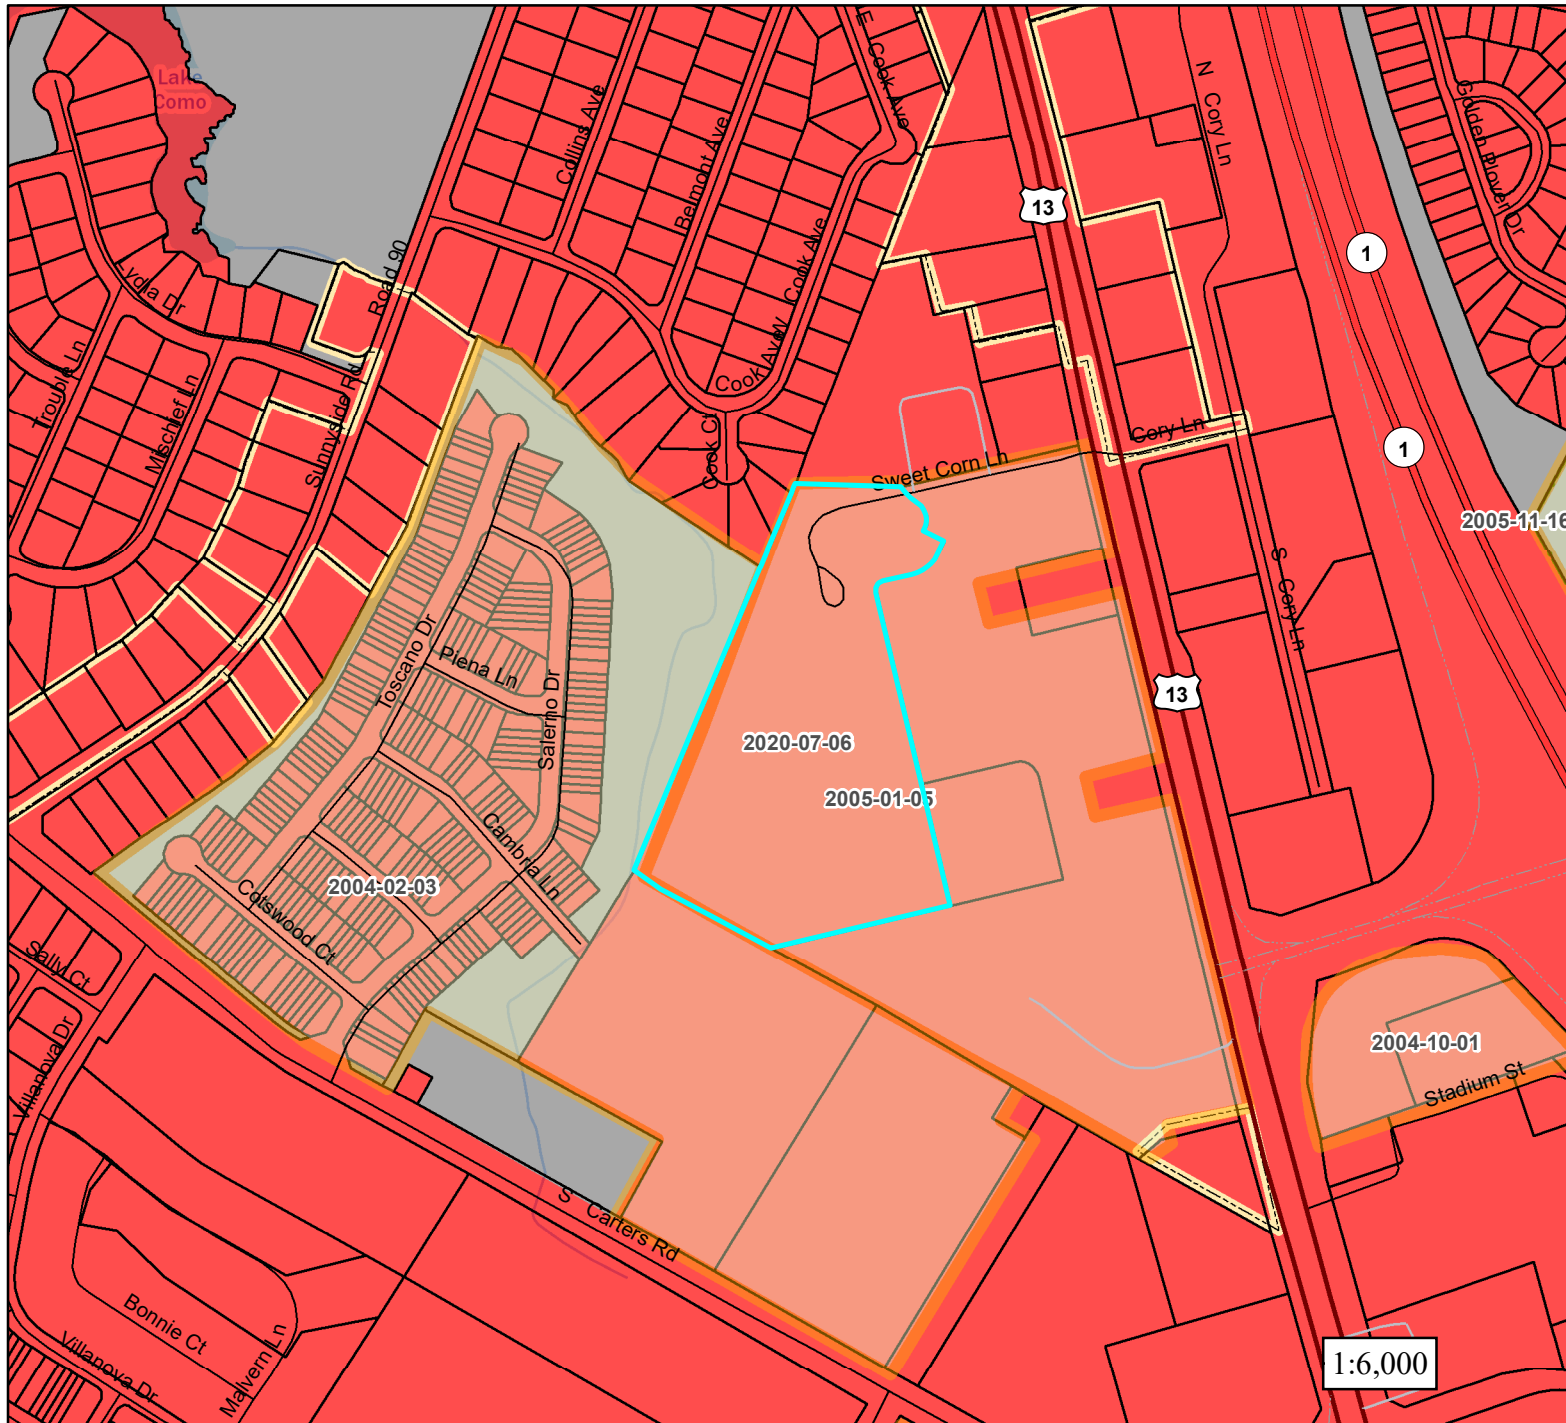 Lake
Como
E Cook Ave
N Cory Ln
Golden Plover Dr
Collins Ave
Belmont Ave
13
1
Road 90
Lydia Dr
W Cook Ave
Cook Ave
Trouble Ln
Mischief Ln
Sunnyside Rd
Cook Ct
Sweet Corn Ln
Cory Ln
1
2005-11-16
S Cory Ln
Toscano Dr
Piena Ln
Salerno Dr
13
2020-07-06
2005-01-05
Cambria Ln
2004-02-03
Cotswood Ct
Sally Ct
Villanova Dr
2004-10-01
Stadium St
S Carters Rd
Bonnie Ct
Villanova Dr
Malvern Ln
1:6,000